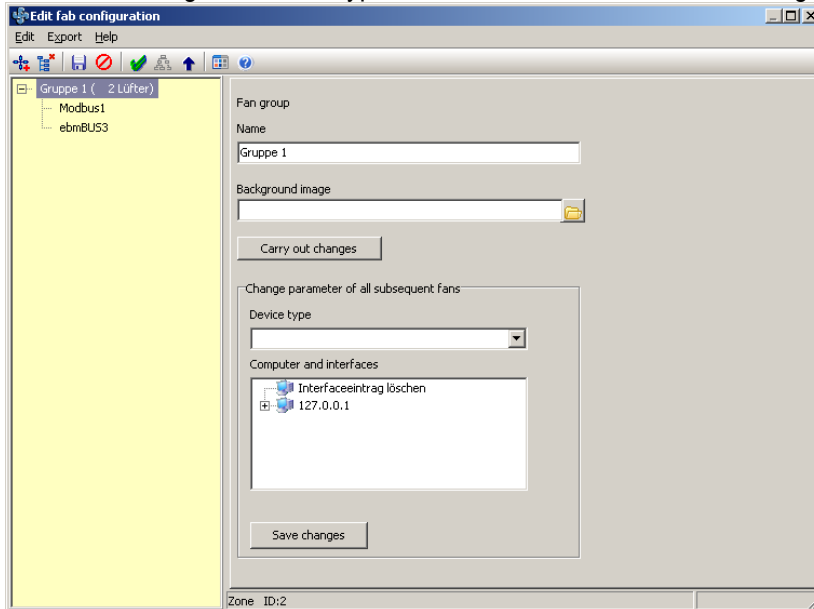 Edit fab configuration
Edit Export Help
Gruppe 1 ( 2 Lüfter)
Modbus1
ebmBUS3
Fan group
Name
Gruppe 1
Background image
Carry out changes
Change parameter of all subsequent fans
Device type
Computer and interfaces
Interfaceeintrag löschen
127.0.0.1
Save changes
Zone ID:2